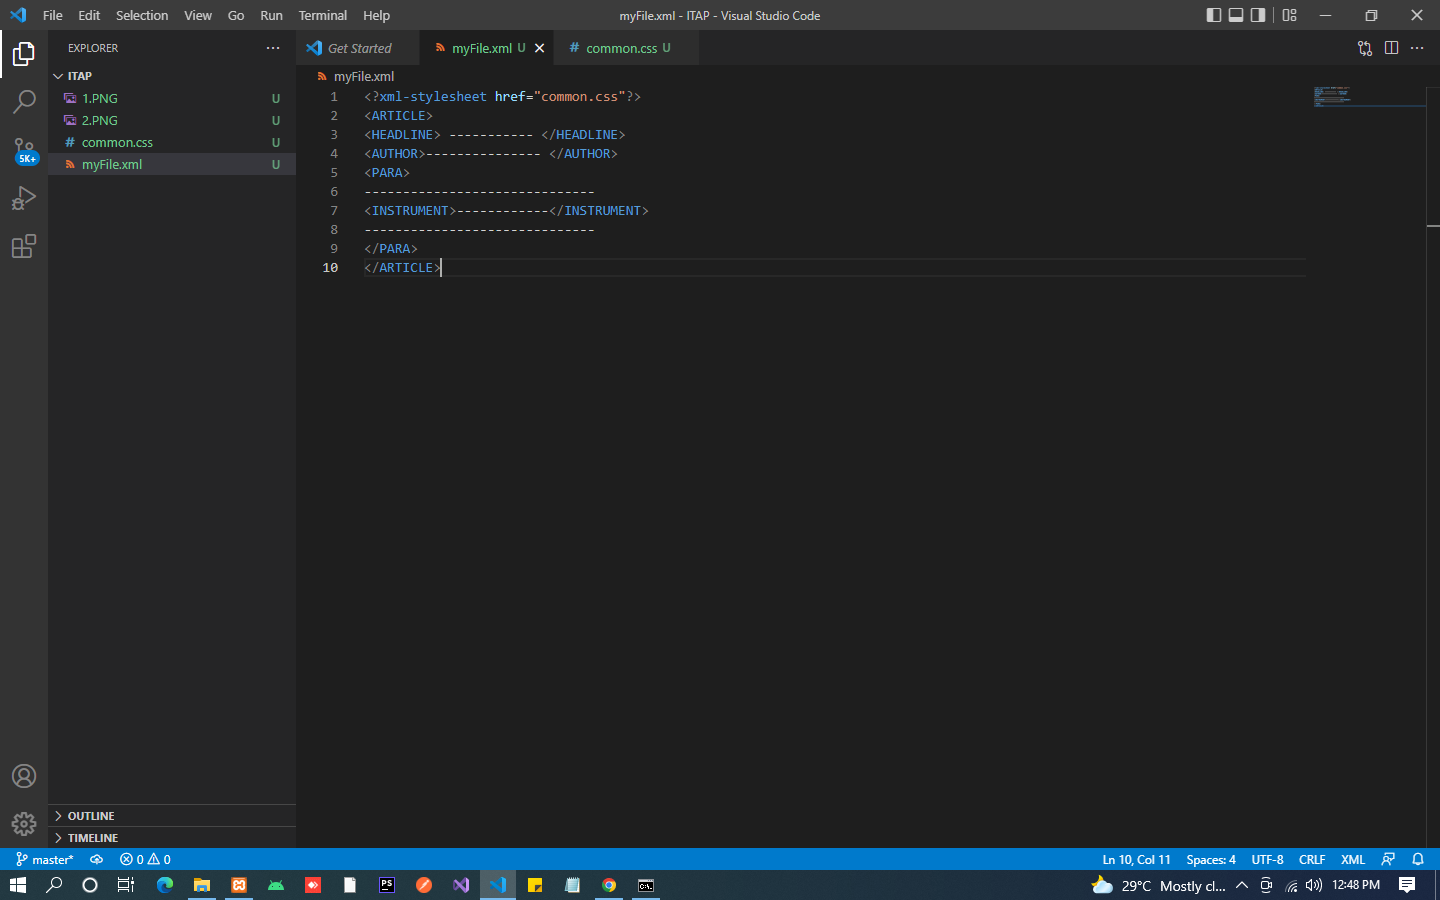 File Edit Selection View Go Run Terminal Help
myFile.xml - ITAP - Visual Studio Code
EXPLORER
ITAP
1.PNG U
2.PNG U
common.css U
myFile.xml U
Get Started
myFile.xml U
common.css U
myFile.xml
1 <?xml-stylesheet href="common.css"?>
2 <ARTICLE>
3 <HEADLINE> ----------- </HEADLINE>
4 <AUTHOR>--------------- </AUTHOR>
5 <PARA>
6 ------------------------------
7 <INSTRUMENT>------------</INSTRUMENT>
8 ------------------------------
9 </PARA>
10 </ARTICLE>
5K+
OUTLINE
TIMELINE
master* 0 0 Ln 10, Col 11 Spaces: 4 UTF-8 CRLF XML
PS
C:\.
29°C Mostly cl... 12:48 PM